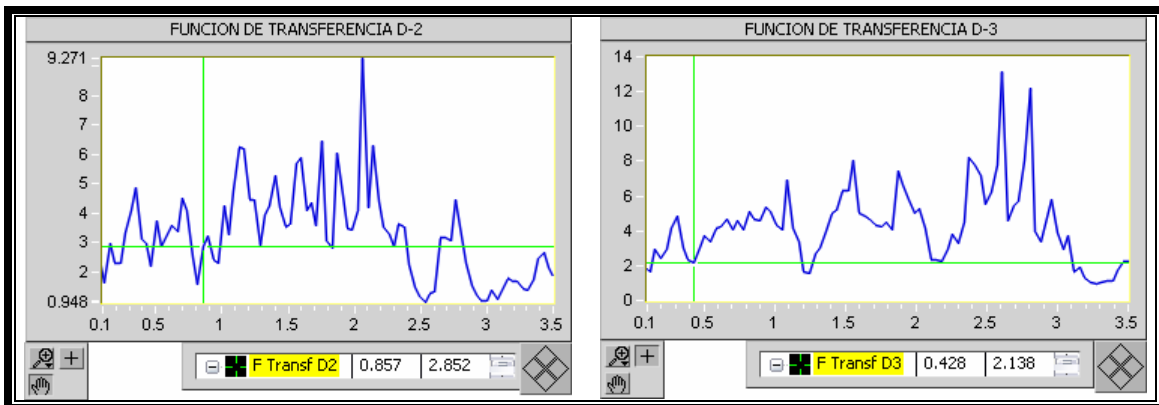 FUNCION DE TRANSFERENCIA D-2
9.271
8
7
6
5
4
3
2
0.948
0.1 0.5 1 1.5 2 2.5 3 3.5
F Transf D2 0.857 2.852
FUNCION DE TRANSFERENCIA D-3
14
12
10
8
6
4
2
0
0.1 0.5 1 1.5 2 2.5 3 3.5
F Transf D3 0.428 2.138